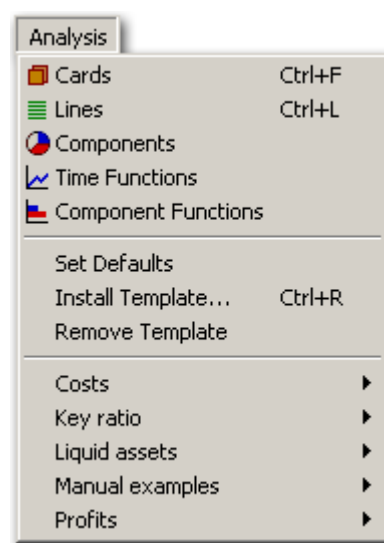 Analysis
Cards Ctrl+F
Lines Ctrl+L
Components
Time Functions
Component Functions
Set Defaults
Install Template... Ctrl+R
Remove Template
Costs
Key ratio
Liquid assets
Manual examples
Profits